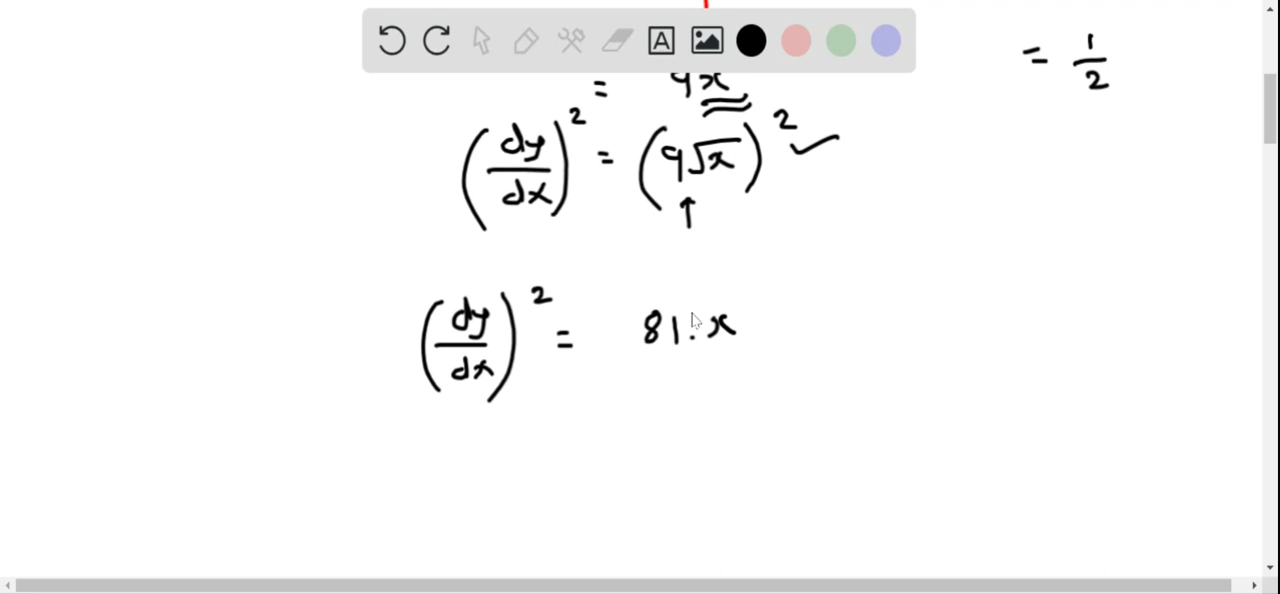 = 1/2
= 9x
(dy/dx)² = (9√x)²
(dy/dx)² = 81.x